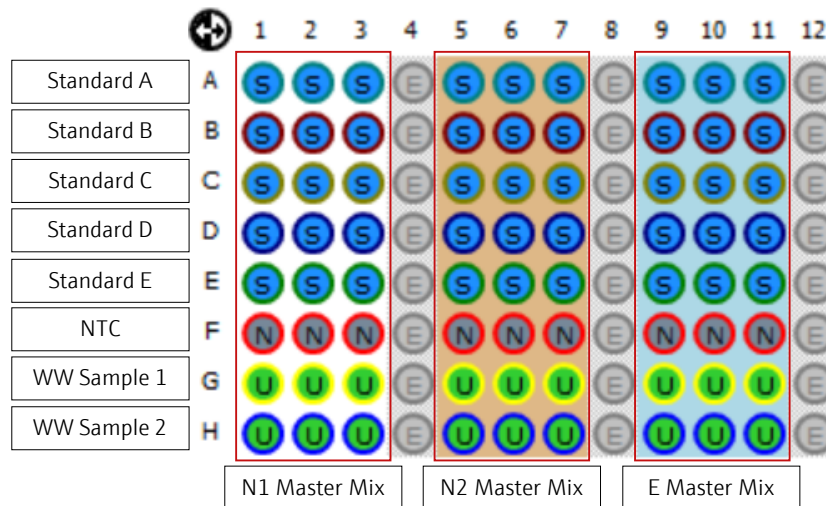 1 2 3 4 5 6 7 8 9 10 11 12
Standard A A S S S E S S S E S S S E
Standard B B S S S E S S S E S S S E
Standard C C S S S E S S S E S S S E
Standard D D S S S E S S S E S S S E
Standard E E S S S E S S S E S S S E
NTC F N N N E N N N E N N N E
WW Sample 1 G U U U E U U U E U U U E
WW Sample 2 H U U U E U U U E U U U E
N1 Master Mix N2 Master Mix E Master Mix